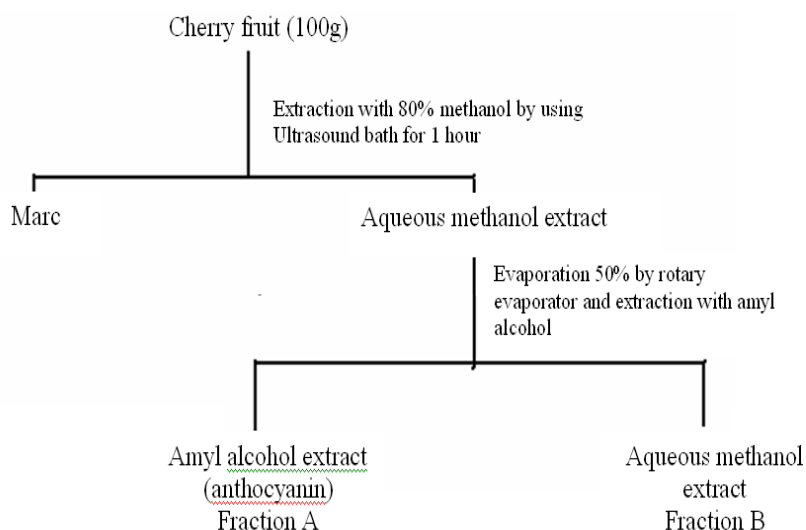 Cherry fruit (100g)
Extraction with 80% methanol by using
Ultrasound bath for 1 hour
Marc
Aqueous methanol extract
Evaporation 50% by rotary
evaporator and extraction with amyl
alcohol
Amyl alcohol extract
(anthocyanin)
Fraction A
Aqueous methanol
extract
Fraction B